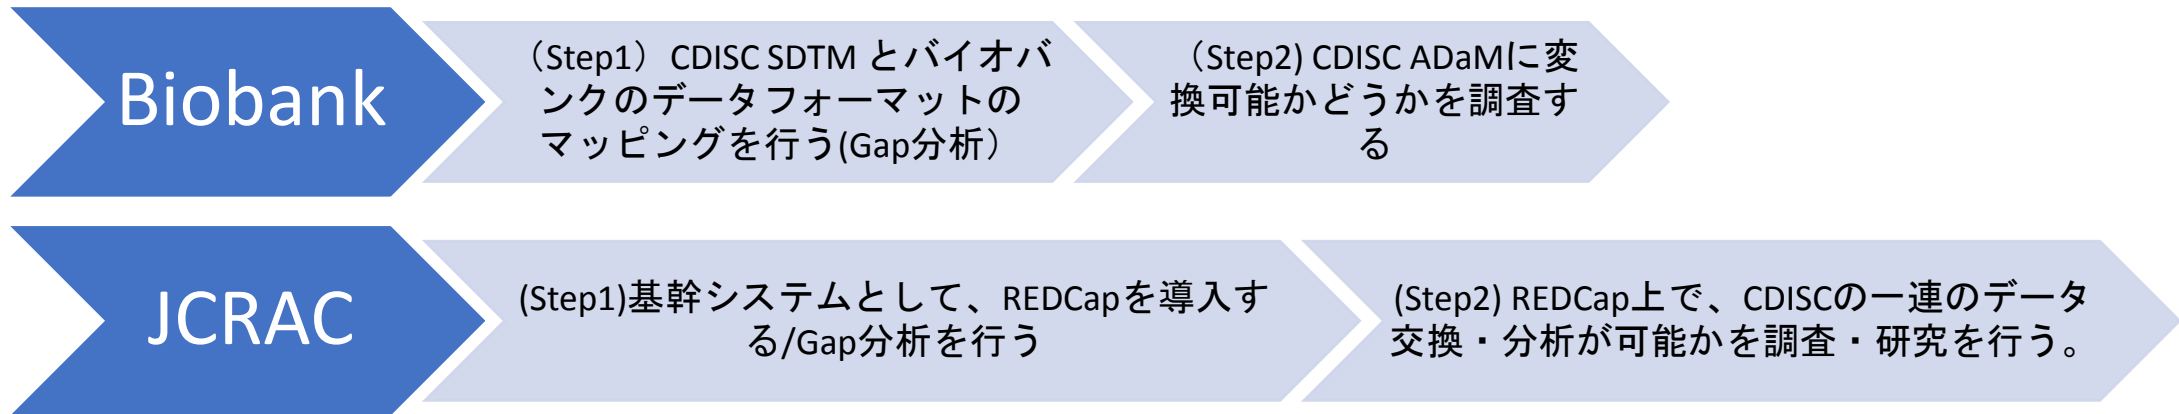 Biobank
（Step1）CDISC SDTM とバイオバ
ンクのデータフォーマットの
マッピングを行う(Gap分析）
（Step2) CDISC ADaMに変
換可能かどうかを調査す
る
JCRAC
(Step1)基幹システムとして、REDCapを導入す
る/Gap分析を行う
(Step2) REDCap上で、CDISCの一連のデータ
交換・分析が可能かを調査・研究を行う。